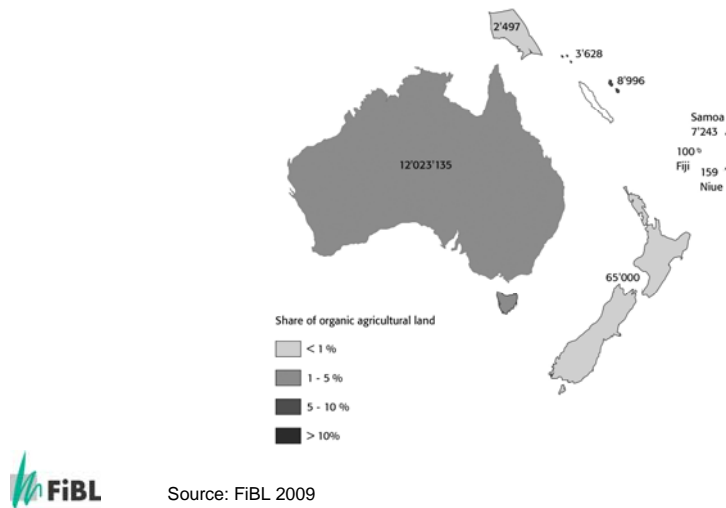 2'497
3'628
8'996
Samoa
7'243
100
Fiji
159
Niue
12'023'135
65'000
Share of organic agricultural land
< 1 %
1 - 5 %
5 - 10 %
> 10%
FiBL
Source: FiBL 2009